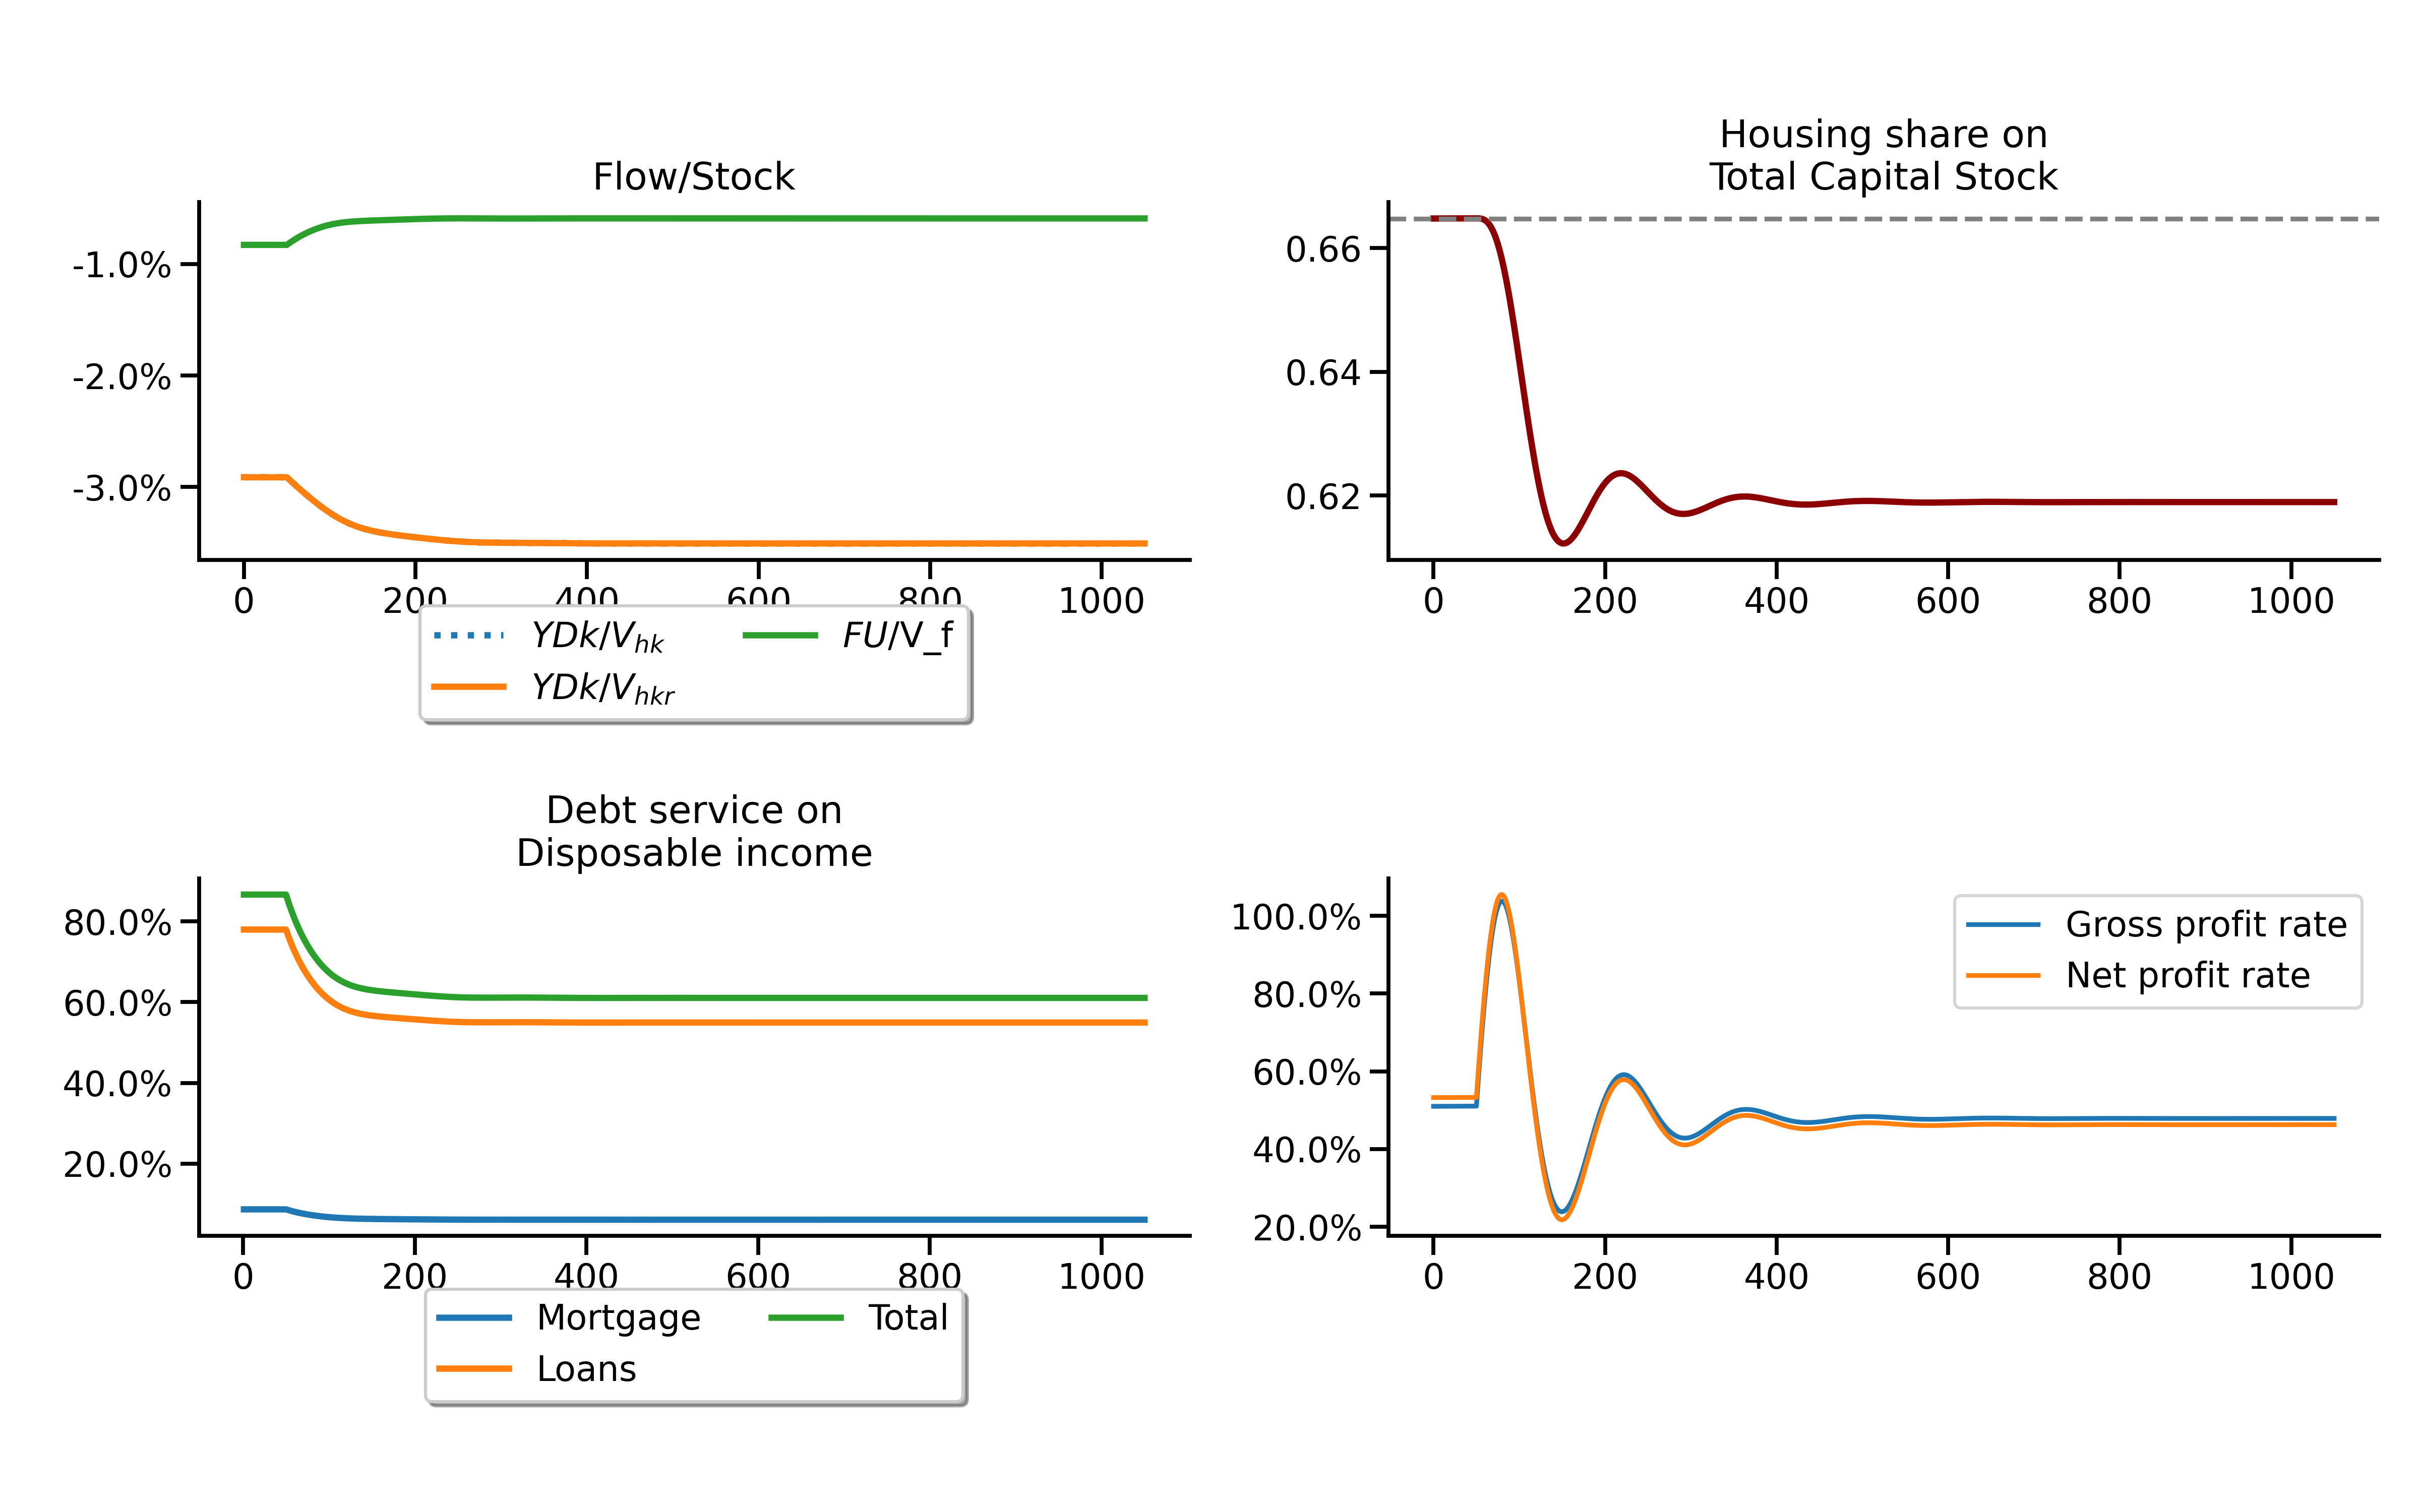 Flow/Stock
-1.0%
-2.0%
-3.0%
0 200 400 600 800 1000
YDk/V_{hk} FU/V_f
YDk/V_{hkr}
Housing share on
Total Capital Stock
0.66
0.64
0.62
0 200 400 600 800 1000
Debt service on
Disposable income
80.0%
60.0%
40.0%
20.0%
0 200 400 600 800 1000
Mortgage Total
Loans
100.0%
80.0%
60.0%
40.0%
20.0%
Gross profit rate
Net profit rate
0 200 400 600 800 1000